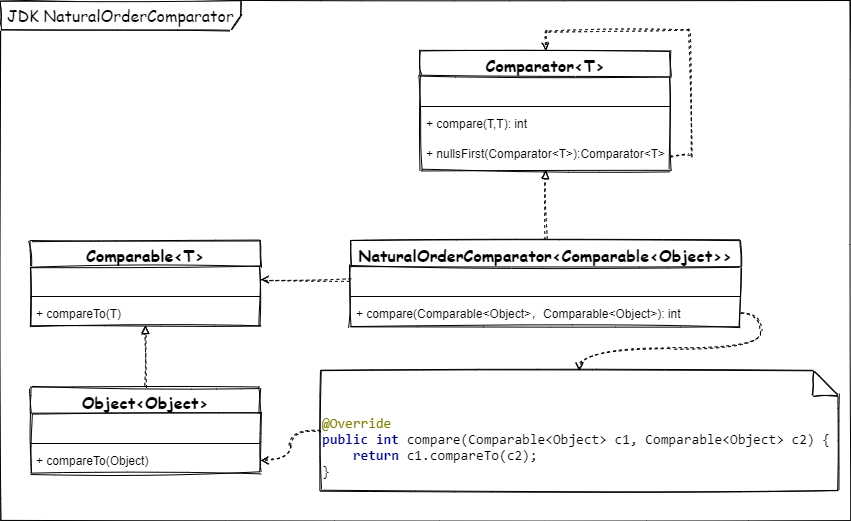 JDK NaturalOrderComparator
Comparator<T>
+ compare(T,T): int
+ nullsFirst(Comparator<T>):Comparator<T>
Comparable<T>
+ compareTo(T)
NaturalOrderComparator<Comparable<Object>>
+ compare(Comparable<Object>，Comparable<Object>): int
Object<Object>
+ compareTo(Object)
@Override
public int compare(Comparable<Object> c1, Comparable<Object> c2) {
    return c1.compareTo(c2);
}